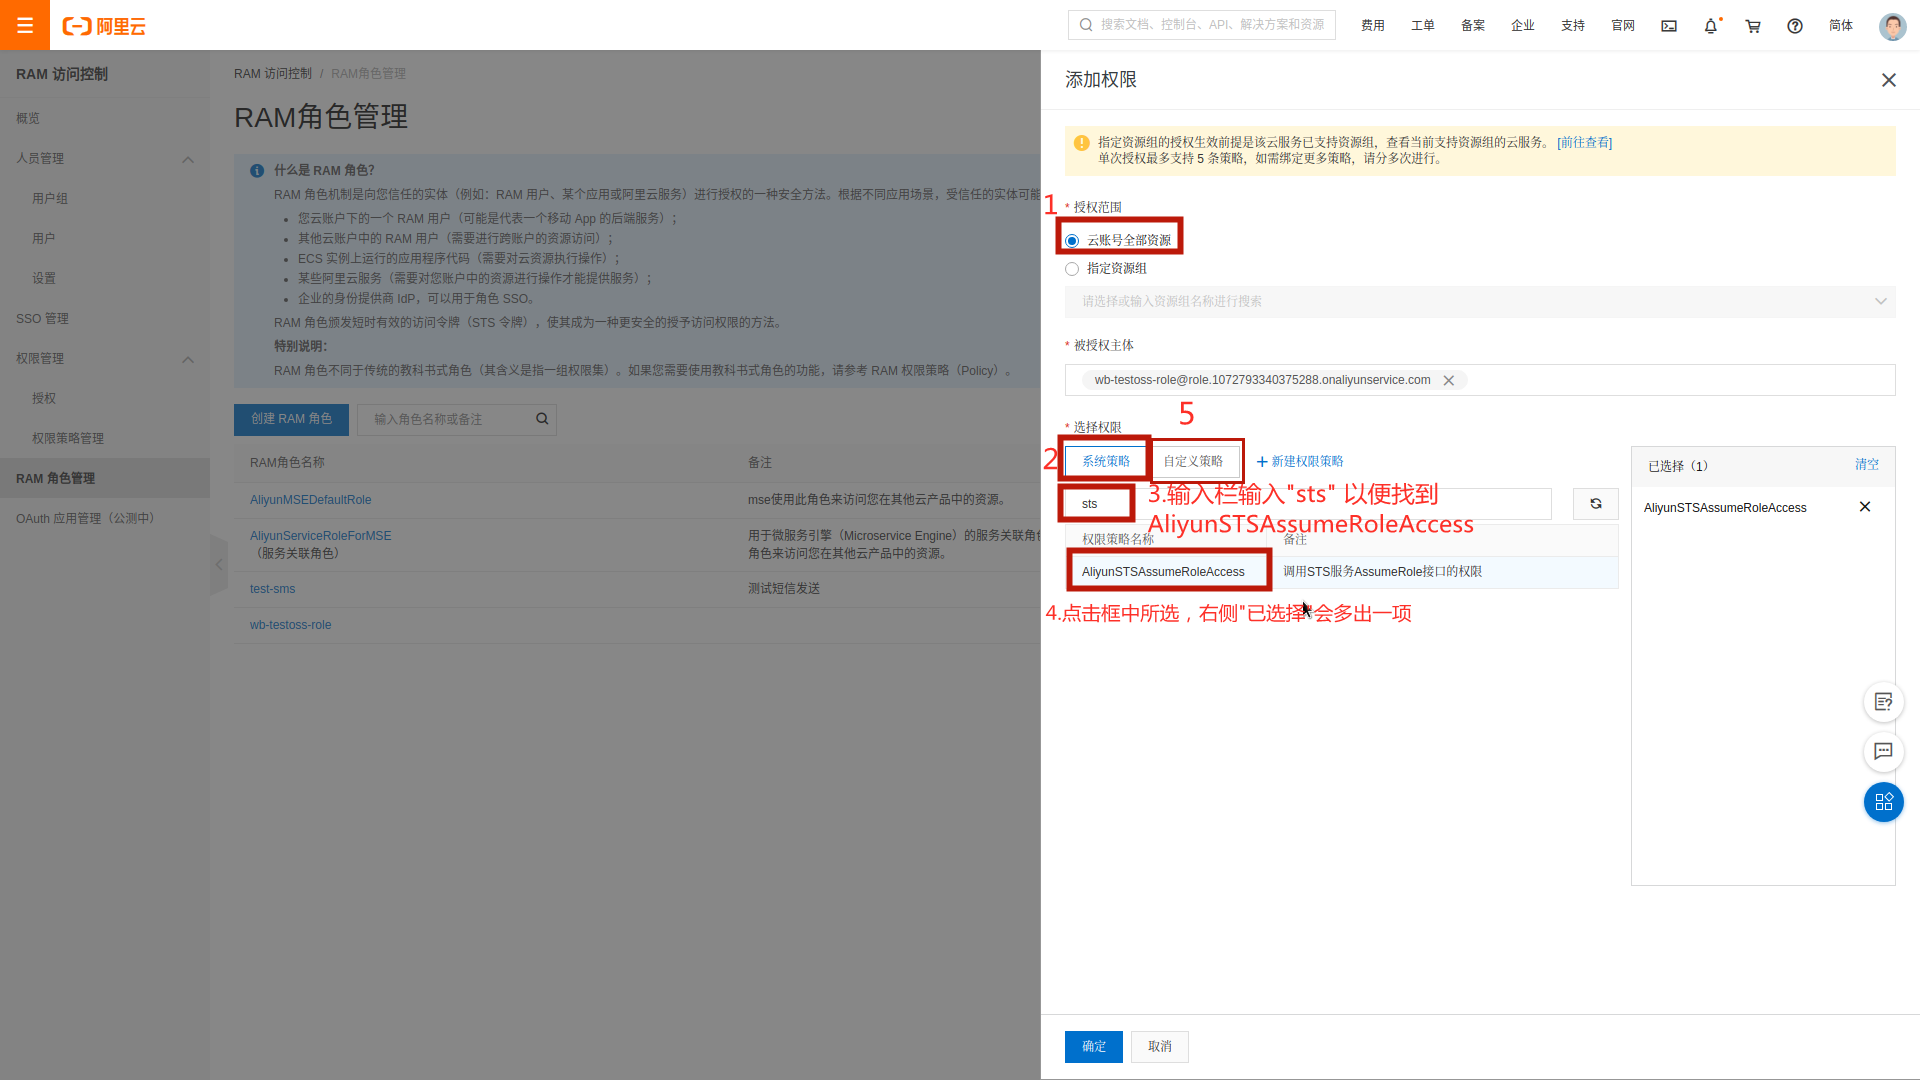 阿里云
搜索文档、控制台、API、解决方案和资源
费用
工单
备案
企业
支持
官网
简体
RAM 访问控制
概览
人员管理
用户组
用户
设置
SSO 管理
权限管理
授权
权限策略管理
RAM 角色管理
OAuth 应用管理（公测中）
RAM 访问控制 / RAM角色管理
RAM角色管理
什么是 RAM 角色？
RAM 角色机制是向您信任的实体（例如：RAM 用户、某个应用或阿里云服务）进行授权的一种安全方法。根据不同应用场景，受信任的实体可能
您云账户下的一个 RAM 用户（可能是代表一个移动 App 的后端服务）；
其他云账户中的 RAM 用户（需要进行跨账户的资源访问）；
ECS 实例上运行的应用程序代码（需要对云资源执行操作）；
某些阿里云服务（需要对您账户中的资源进行操作才能提供服务）；
企业的身份提供商 IdP，可以用于角色 SSO。
RAM 角色颁发短时有效的访问令牌（STS 令牌），使其成为一种更安全的授予访问权限的方法。
特别说明：
RAM 角色不同于传统的教科书式角色（其含义是指一组权限集）。如果您需要使用教科书式角色的功能，请参考 RAM 权限策略（Policy）。
创建 RAM 角色
输入角色名称或备注
RAM角色名称
备注
AliyunMSEDefaultRole
mse使用此角色来访问您在其他云产品中的资源。
AliyunServiceRoleForMSE
（服务关联角色）
用于微服务引擎（Microservice Engine）的服务关联角色
角色来访问您在其他云产品中的资源。
test-sms
测试短信发送
wb-testoss-role
添加权限
指定资源组的授权生效前提是该云服务已支持资源组，查看当前支持资源组的云服务。 [前往查看]
单次授权最多支持 5 条策略，如需绑定更多策略，请分多次进行。
1
* 授权范围
云账号全部资源
指定资源组
请选择或输入资源组名称进行搜索
* 被授权主体
wb-testoss-role@role.1072793340375288.onaliyunservice.com
5
* 选择权限
2
系统策略
自定义策略
新建权限策略
sts
3.输入栏输入"sts" 以便找到
AliyunSTSAssumeRoleAccess
权限策略名称
备注
AliyunSTSAssumeRoleAccess
调用STS服务AssumeRole接口的权限
4.点击框中所选，右侧"已选择"会多出一项
已选择（1）
清空
AliyunSTSAssumeRoleAccess
确定
取消